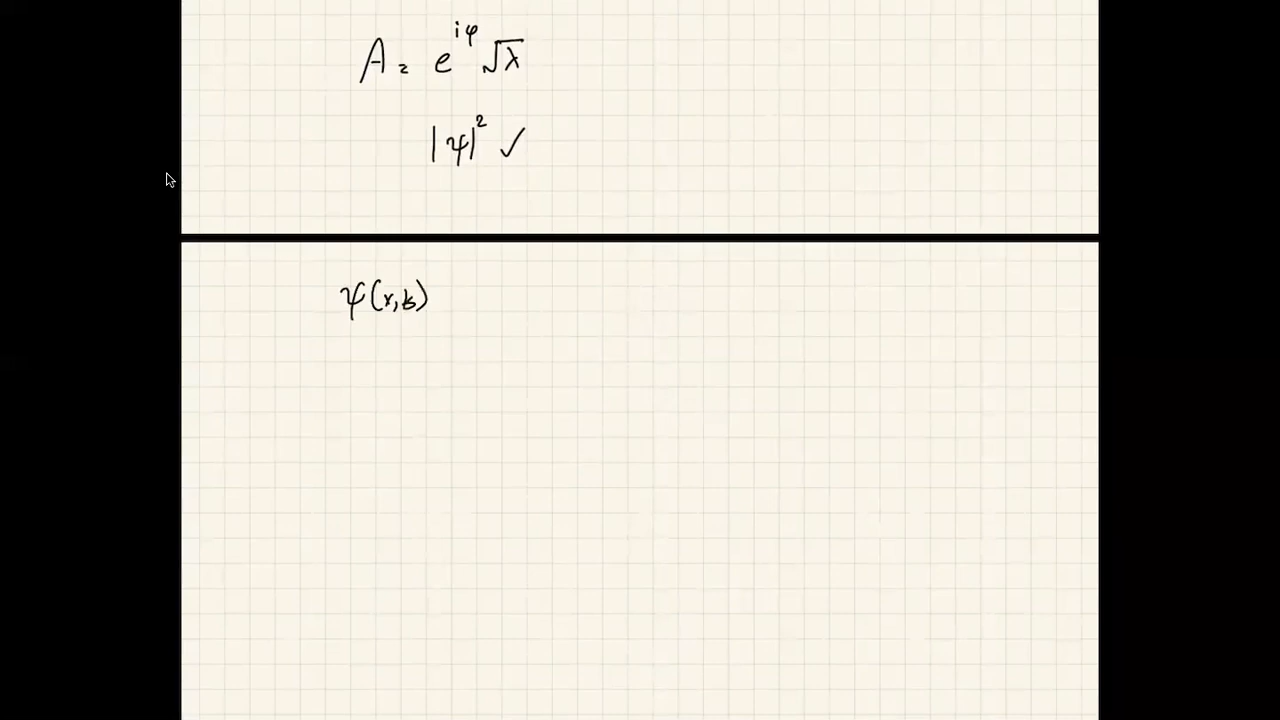 A = e^{iφ} √λ
|ψ|² ✓
ψ(x,t)